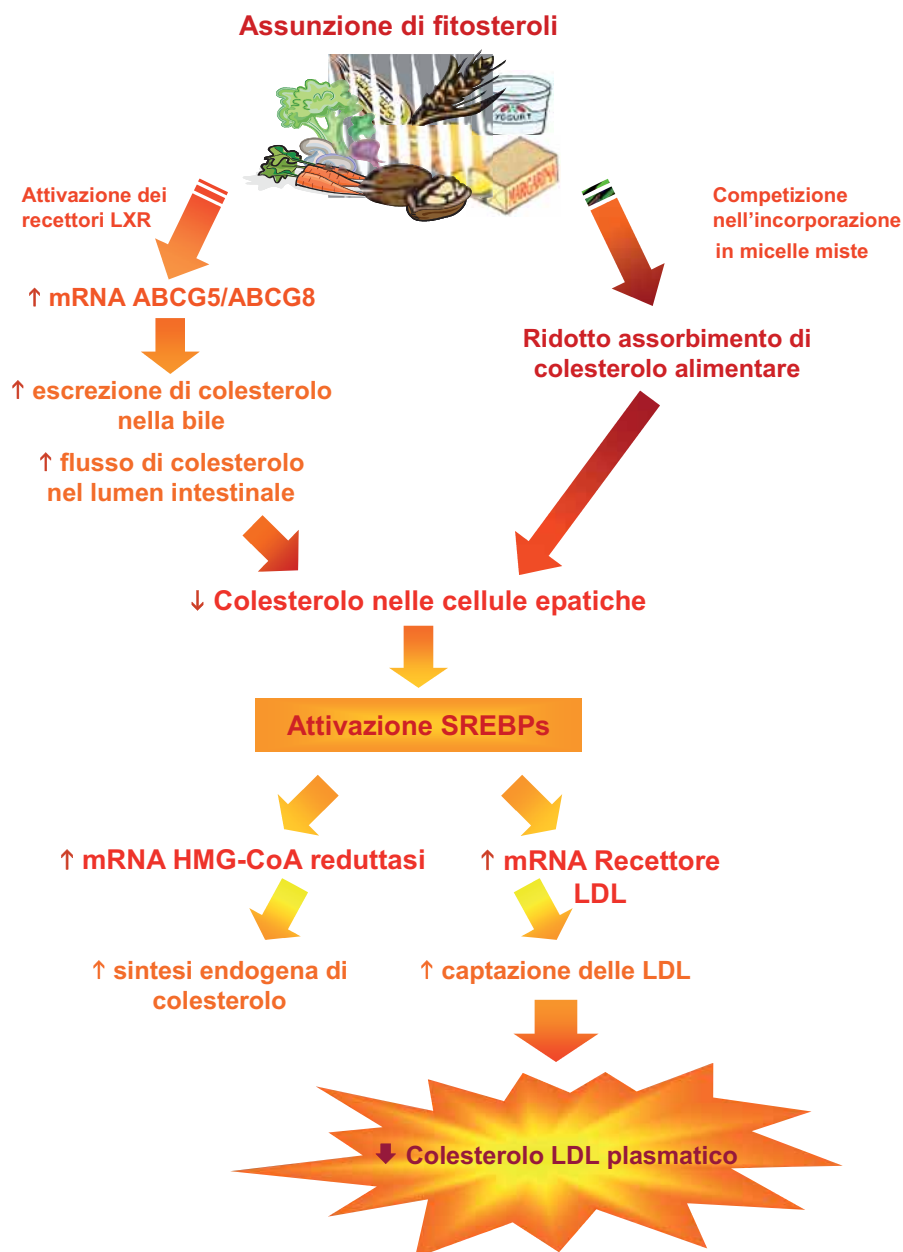 Assunzione di fitosteroli
YOGURT
MARGARINA
Attivazione dei
recettori LXR
Competizione
nell'incorporazione
in micelle miste
↑ mRNA ABCG5/ABCG8
Ridotto assorbimento di
colesterolo alimentare
↑ escrezione di colesterolo
nella bile
↑ flusso di colesterolo
nel lumen intestinale
↓ Colesterolo nelle cellule epatiche
Attivazione SREBPs
↑ mRNA HMG-CoA reduttasi
↑ mRNA Recettore
LDL
↑ sintesi endogena di
colesterolo
↑ captazione delle LDL
↓ Colesterolo LDL plasmatico